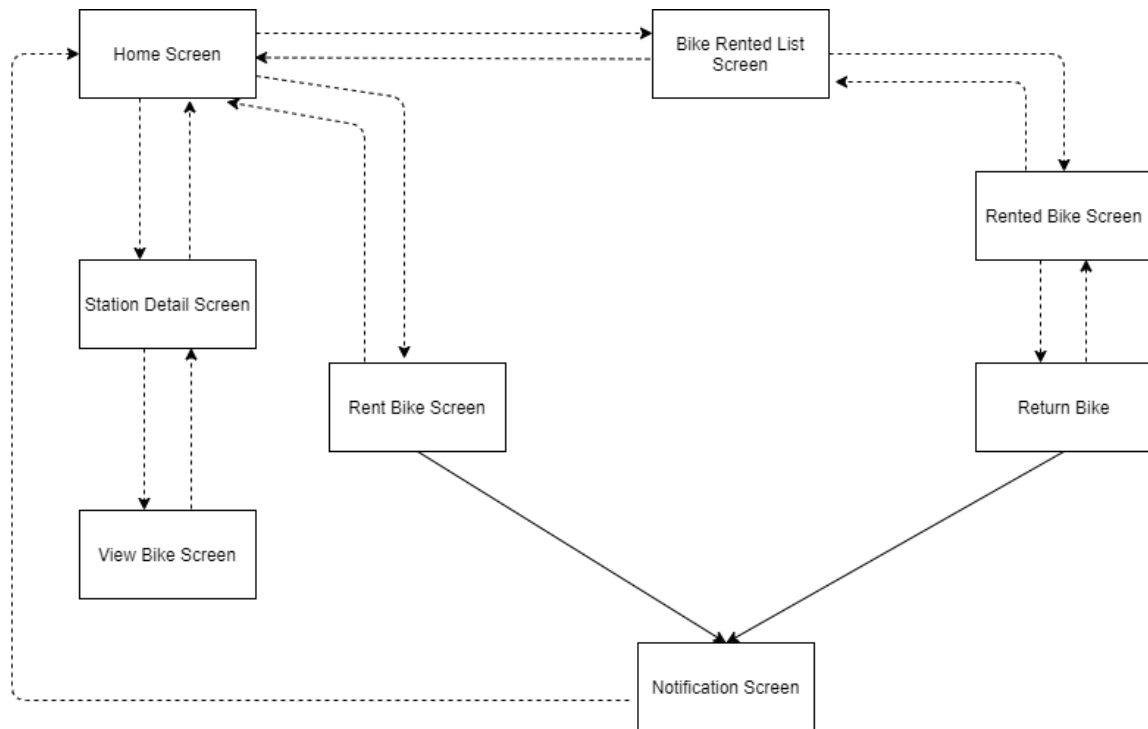 Home Screen
Bike Rented List
Screen
Rented Bike Screen
Station Detail Screen
Rent Bike Screen
Return Bike
View Bike Screen
Notification Screen